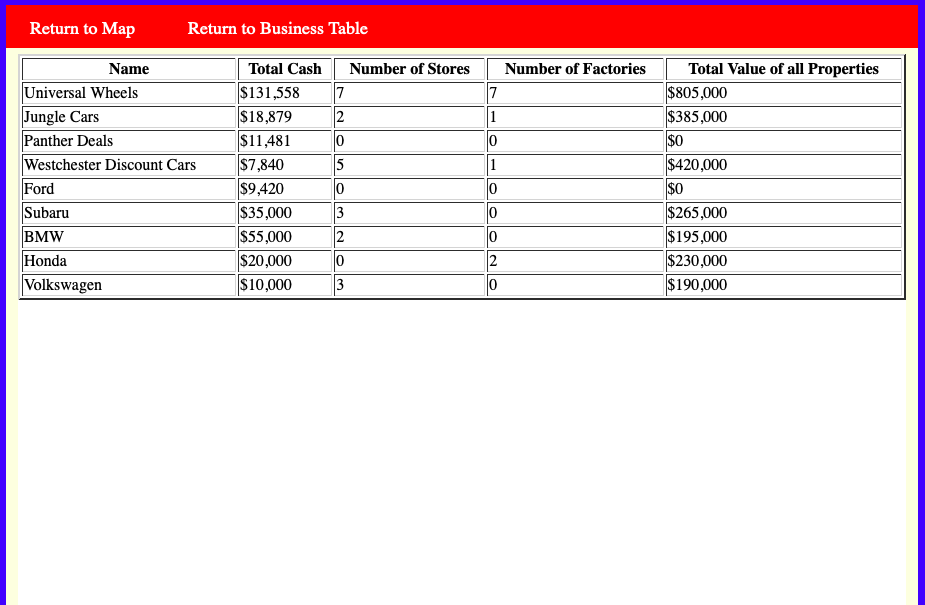 Return to Map Return to Business Table
Name Total Cash Number of Stores Number of Factories Total Value of all Properties
Universal Wheels $131,558 7 7 $805,000
Jungle Cars $18,879 2 1 $385,000
Panther Deals $11,481 0 0 $0
Westchester Discount Cars $7,840 5 1 $420,000
Ford $9,420 0 0 $0
Subaru $35,000 3 0 $265,000
BMW $55,000 2 0 $195,000
Honda $20,000 0 2 $230,000
Volkswagen $10,000 3 0 $190,000